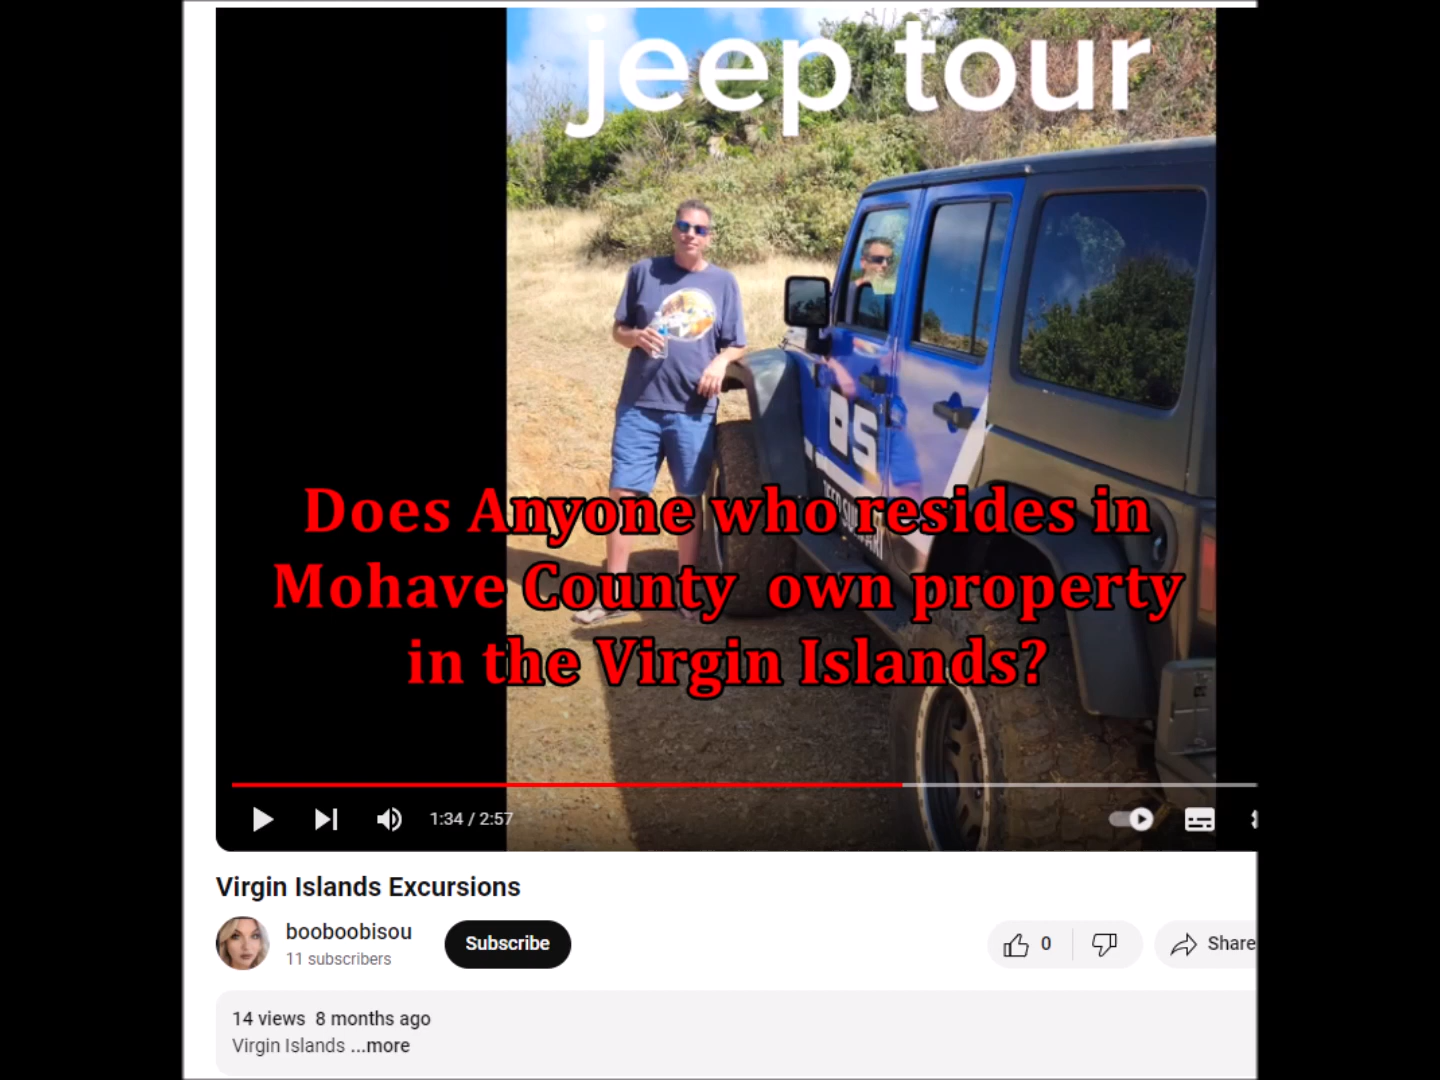 jeep tour
Does Anyone who resides in
Mohave County  own property
in the Virgin Islands?
1:34 / 2:57
Virgin Islands Excursions
booboobisou
11 subscribers
Subscribe
0
Share
14 views  8 months ago
Virgin Islands ...more